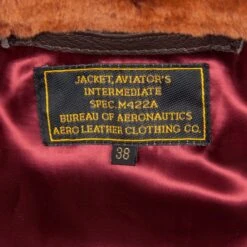 JACKET, AVIATOR'S
INTERMEDIATE
SPEC. M422A
BUREAU OF AERONAUTICS
AERO LEATHER CLOTHING CO.
38